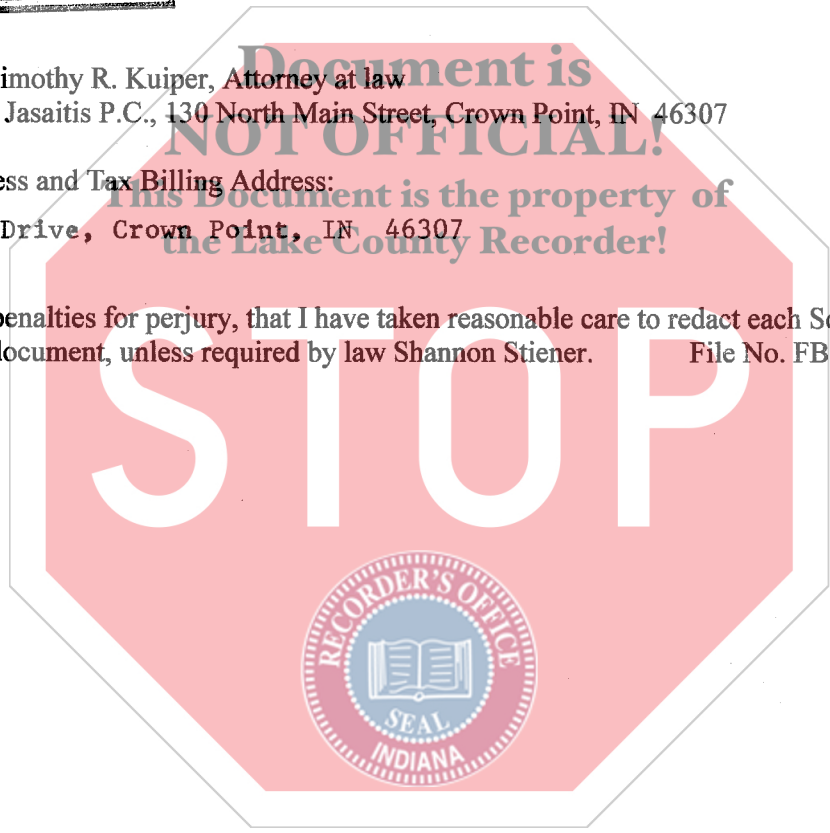 Document is
imothy R. Kuiper, Attorney at law
Jasaitis P.C., 130 North Main Street, Crown Point, IN 46307
NOT OFFICIAL!
ess and Tax Billing Address:
This Document is the property of
Drive, Crown Point, IN 46307
the Lake County Recorder!
penalties for perjury, that I have taken reasonable care to redact each So
document, unless required by law Shannon Stiener. File No. FB
STOP
RECORDER'S OFFICE
SEAL
INDIANA